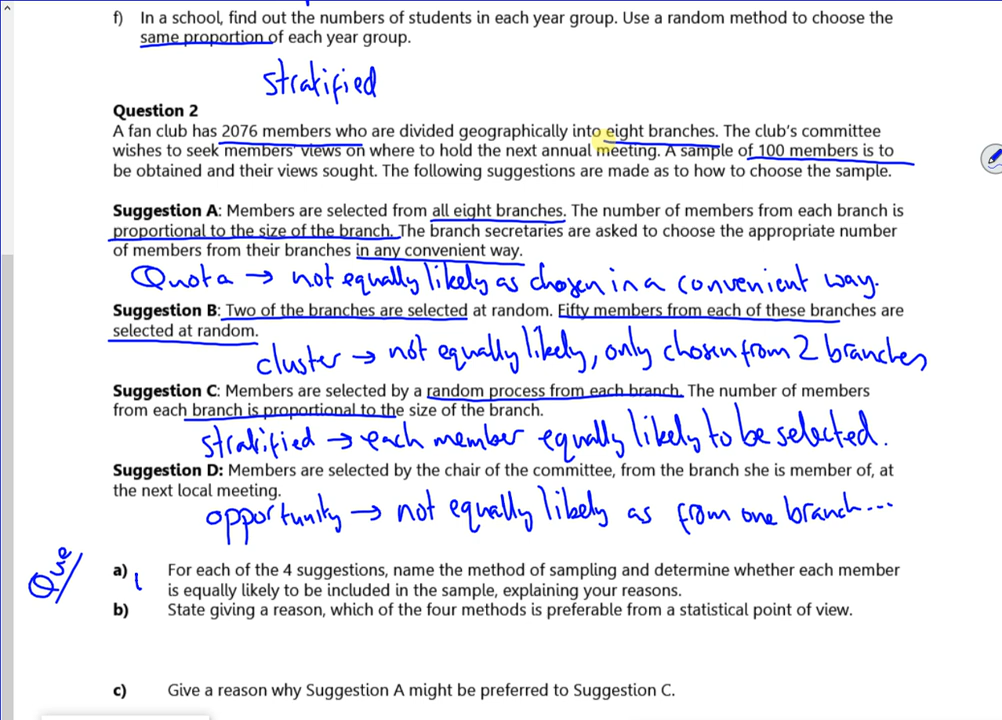 f) In a school, find out the numbers of students in each year group. Use a random method to choose the
same proportion of each year group.
stratified
Question 2
A fan club has 2076 members who are divided geographically into eight branches. The club's committee
wishes to seek members' views on where to hold the next annual meeting. A sample of 100 members is to
be obtained and their views sought. The following suggestions are made as to how to choose the sample.
Suggestion A: Members are selected from all eight branches. The number of members from each branch is
proportional to the size of the branch. The branch secretaries are asked to choose the appropriate number
of members from their branches in any convenient way.
Quota → not equally likely as chosen in a convenient way.
Suggestion B: Two of the branches are selected at random. Fifty members from each of these branches are
selected at random.
cluster → not equally likely, only chosen from 2 branches
Suggestion C: Members are selected by a random process from each branch. The number of members
from each branch is proportional to the size of the branch.
stratified → each member equally likely to be selected.
Suggestion D: Members are selected by the chair of the committee, from the branch she is member of, at
the next local meeting.
opportunity → not equally likely as from one branch...
Que
a) For each of the 4 suggestions, name the method of sampling and determine whether each member
is equally likely to be included in the sample, explaining your reasons.
b) State giving a reason, which of the four methods is preferable from a statistical point of view.
c) Give a reason why Suggestion A might be preferred to Suggestion C.